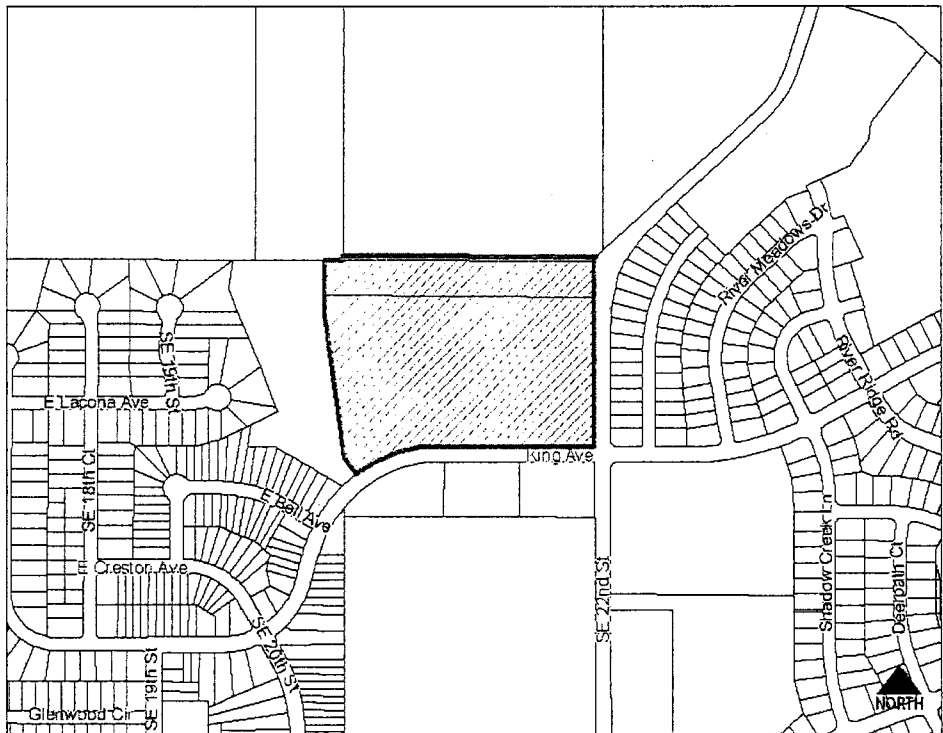 River Meadows Dr
SE 19th St
River Ridge Rd
E Lacona Ave
King Ave
SE 18th Ct
E Bell Ave
Creston Ave
SE 22nd St
Shadow Creek Ln
Deerpath Ct
SE 20th St
SE 19th St
Glenwood Cir
NORTH